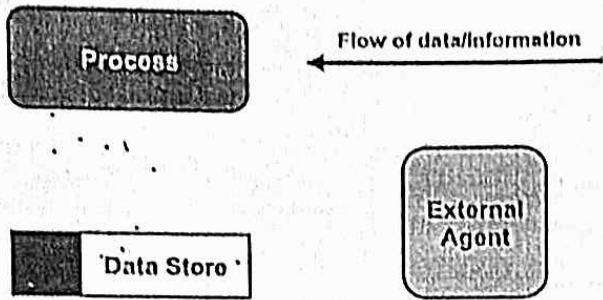 Process
Flow of data/information
External
Agent
Data Store